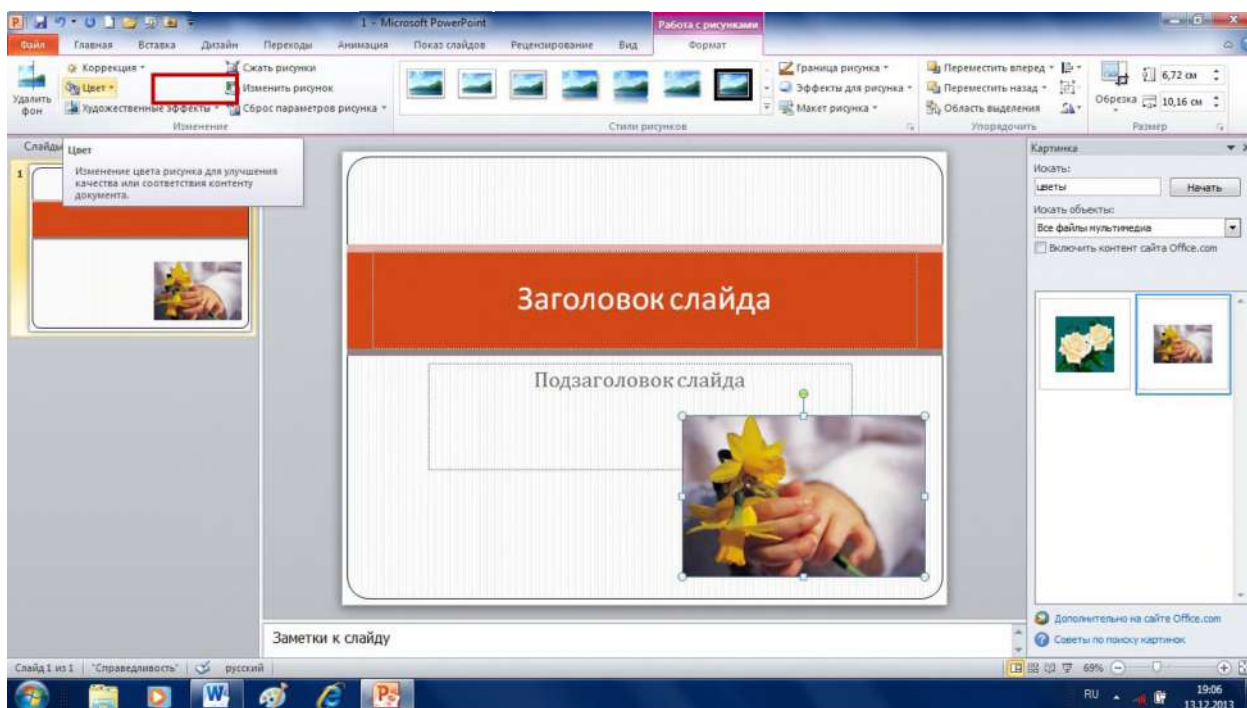 1 - Microsoft PowerPoint
Работа с рисунками
Файл Главная Вставка Дизайн Переходы Анимация Показ слайдов Рецензирование Вид Формат
Удалить фон
Коррекция
Цвет
Художественные эффекты
Сжать рисунки
Изменить рисунок
Сброс параметров рисунка
Изменение
Стили рисунков
Граница рисунка
Эффекты для рисунка
Макет рисунка
Переместить вперед
Переместить назад
Область выделения
Упорядочить
Обрезка
6,72 см
10,16 см
Размер
Слайды
Цвет
Изменение цвета рисунка для улучшения
качества или соответствия контенту
документа.
1
Заголовок слайда
Подзаголовок слайда
Заметки к слайду
Картинка
Искать:
цветы
Начать
Искать объекты:
Все файлы мультимедиа
Включить контент сайта Office.com
Дополнительно на сайте Office.com
Советы по поиску картинок
Слайд 1 из 1 "Справедливость" русский
69%
RU
19:06
13.12.2013